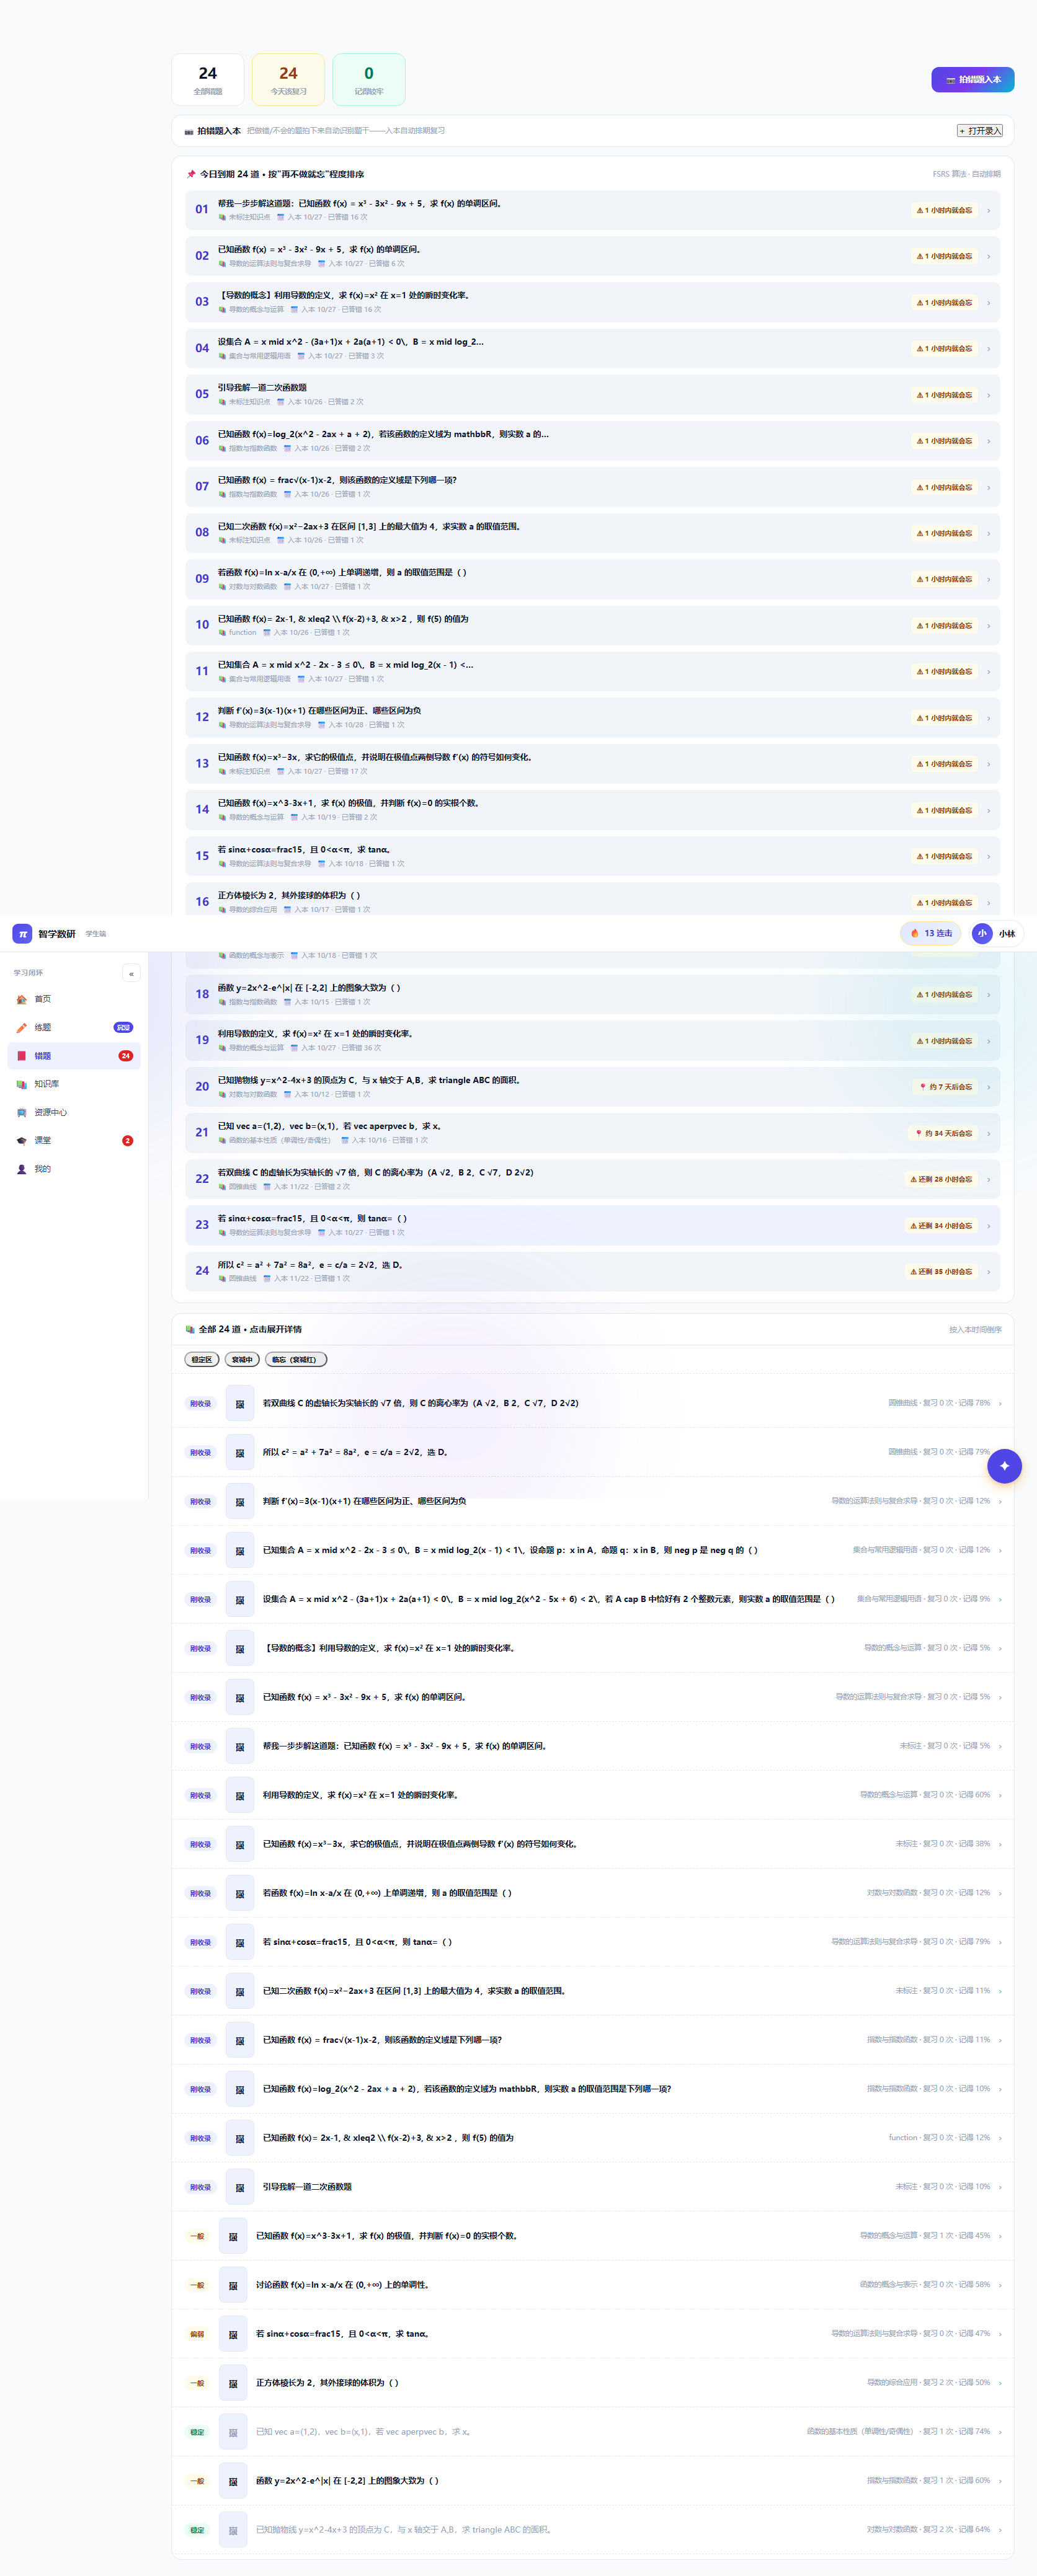 24
全部错题
24
今天该复习
0
记得较牢
拍错题入本
拍错题入本 把做错/不会的题拍下来自动识别题干——入本自动排期复习
+ 打开录入
今日到期 24 道 • 按"再不做就忘"程度排序
FSRS 算法 · 自动排期
01 帮我一步步解这道题：已知函数 f(x) = x³ - 3x² - 9x + 5，求 f(x) 的单调区间。
未标注知识点 入本 10/27 · 已答错 16 次
1 小时内就会忘 ›
02 已知函数 f(x) = x³ - 3x² - 9x + 5，求 f(x) 的单调区间。
导数的运算法则与复合求导 入本 10/27 · 已答错 6 次
1 小时内就会忘 ›
03 【导数的概念】利用导数的定义，求 f(x)=x² 在 x=1 处的瞬时变化率。
导数的概念与运算 入本 10/27 · 已答错 16 次
1 小时内就会忘 ›
04 设集合 A = x mid x^2 - (3a+1)x + 2a(a+1) < 0\，B = x mid log_2...
集合与常用逻辑用语 入本 10/27 · 已答错 3 次
1 小时内就会忘 ›
05 引导我解一道二次函数题
未标注知识点 入本 10/26 · 已答错 2 次
1 小时内就会忘 ›
06 已知函数 f(x)=log_2(x^2 - 2ax + a + 2)，若该函数的定义域为 mathbbR，则实数 a 的...
指数与指数函数 入本 10/26 · 已答错 2 次
1 小时内就会忘 ›
07 已知函数 f(x) = frac√(x-1)x-2，则该函数的定义域是下列哪一项？
指数与指数函数 入本 10/26 · 已答错 1 次
1 小时内就会忘 ›
08 已知二次函数 f(x)=x²−2ax+3 在区间 [1,3] 上的最大值为 4，求实数 a 的取值范围。
未标注知识点 入本 10/26 · 已答错 1 次
1 小时内就会忘 ›
09 若函数 f(x)=ln x-a/x 在 (0,+∞) 上单调递增，则 a 的取值范围是（ ）
对数与对数函数 入本 10/27 · 已答错 1 次
1 小时内就会忘 ›
10 已知函数 f(x)= 2x-1, & xleq2 \\ f(x-2)+3, & x>2 ，则 f(5) 的值为
function 入本 10/26 · 已答错 1 次
1 小时内就会忘 ›
11 已知集合 A = x mid x^2 - 2x - 3 ≤ 0\，B = x mid log_2(x - 1) <...
集合与常用逻辑用语 入本 10/27 · 已答错 1 次
1 小时内就会忘 ›
12 判断 f′(x)=3(x-1)(x+1) 在哪些区间为正、哪些区间为负
导数的运算法则与复合求导 入本 10/28 · 已答错 1 次
1 小时内就会忘 ›
13 已知函数 f(x)=x³−3x，求它的极值点，并说明在极值点两侧导数 f′(x) 的符号如何变化。
未标注知识点 入本 10/27 · 已答错 17 次
1 小时内就会忘 ›
14 已知函数 f(x)=x^3-3x+1，求 f(x) 的极值，并判断 f(x)=0 的实根个数。
导数的概念与运算 入本 10/19 · 已答错 2 次
1 小时内就会忘 ›
15 若 sinα+cosα=frac15，且 0<α<π，求 tanα。
导数的运算法则与复合求导 入本 10/18 · 已答错 1 次
1 小时内就会忘 ›
16 正方体棱长为 2，其外接球的体积为（ ）
导数的综合应用 入本 10/17 · 已答错 1 次
1 小时内就会忘 ›
π 智学数研 学生端
13 连击
小 小林
函数的概念与表示 入本 10/18 · 已答错 1 次
学习闭环 «
首页
练题
错题 24
知识库
资源中心
课堂 2
我的
18 函数 y=2x^2-e^|x| 在 [-2,2] 上的图象大致为（ ）
指数与指数函数 入本 10/15 · 已答错 1 次
1 小时内就会忘 ›
19 利用导数的定义，求 f(x)=x² 在 x=1 处的瞬时变化率。
导数的概念与运算 入本 10/27 · 已答错 36 次
1 小时内就会忘 ›
20 已知抛物线 y=x^2-4x+3 的顶点为 C，与 x 轴交于 A,B，求 triangle ABC 的面积。
对数与对数函数 入本 10/12 · 已答错 1 次
约 7 天后会忘 ›
21 已知 vec a=(1,2)，vec b=(x,1)，若 vec aperpvec b，求 x。
函数的基本性质（单调性/奇偶性） 入本 10/16 · 已答错 1 次
约 34 天后会忘 ›
22 若双曲线 C 的虚轴长为实轴长的 √7 倍，则 C 的离心率为（A √2，B 2，C √7，D 2√2）
圆锥曲线 入本 11/22 · 已答错 2 次
还剩 28 小时会忘 ›
23 若 sinα+cosα=frac15，且 0<α<π，则 tanα=（ ）
导数的运算法则与复合求导 入本 10/27 · 已答错 1 次
还剩 34 小时会忘 ›
24 所以 c² = a² + 7a² = 8a²，e = c/a = 2√2，选 D。
圆锥曲线 入本 11/22 · 已答错 1 次
还剩 35 小时会忘 ›
全部 24 道 • 点击展开详情
按入本时间倒序
稳定区 衰减中 临忘（衰减红）
刚收录 若双曲线 C 的虚轴长为实轴长的 √7 倍，则 C 的离心率为（A √2，B 2，C √7，D 2√2） 圆锥曲线 · 复习 0 次 · 记得 78% ›
刚收录 所以 c² = a² + 7a² = 8a²，e = c/a = 2√2，选 D。 圆锥曲线 · 复习 0 次 · 记得 79%
刚收录 判断 f′(x)=3(x-1)(x+1) 在哪些区间为正、哪些区间为负 导数的运算法则与复合求导 · 复习 0 次 · 记得 12% ›
刚收录 已知集合 A = x mid x^2 - 2x - 3 ≤ 0\，B = x mid log_2(x - 1) < 1\，设命题 p：x in A，命题 q：x in B，则 neg p 是 neg q 的（ ） 集合与常用逻辑用语 · 复习 0 次 · 记得 12% ›
刚收录 设集合 A = x mid x^2 - (3a+1)x + 2a(a+1) < 0\，B = x mid log_2(x^2 - 5x + 6) < 2\，若 A cap B 中恰好有 2 个整数元素，则实数 a 的取值范围是（ ） 集合与常用逻辑用语 · 复习 0 次 · 记得 9% ›
刚收录 【导数的概念】利用导数的定义，求 f(x)=x² 在 x=1 处的瞬时变化率。 导数的概念与运算 · 复习 0 次 · 记得 5% ›
刚收录 已知函数 f(x) = x³ - 3x² - 9x + 5，求 f(x) 的单调区间。 导数的运算法则与复合求导 · 复习 0 次 · 记得 5% ›
刚收录 帮我一步步解这道题：已知函数 f(x) = x³ - 3x² - 9x + 5，求 f(x) 的单调区间。 未标注 · 复习 0 次 · 记得 5% ›
刚收录 利用导数的定义，求 f(x)=x² 在 x=1 处的瞬时变化率。 导数的概念与运算 · 复习 0 次 · 记得 60% ›
刚收录 已知函数 f(x)=x³−3x，求它的极值点，并说明在极值点两侧导数 f′(x) 的符号如何变化。 未标注 · 复习 0 次 · 记得 38% ›
刚收录 若函数 f(x)=ln x-a/x 在 (0,+∞) 上单调递增，则 a 的取值范围是（ ） 对数与对数函数 · 复习 0 次 · 记得 12% ›
刚收录 若 sinα+cosα=frac15，且 0<α<π，则 tanα=（ ） 导数的运算法则与复合求导 · 复习 0 次 · 记得 79% ›
刚收录 已知二次函数 f(x)=x²−2ax+3 在区间 [1,3] 上的最大值为 4，求实数 a 的取值范围。 未标注 · 复习 0 次 · 记得 11% ›
刚收录 已知函数 f(x) = frac√(x-1)x-2，则该函数的定义域是下列哪一项？ 指数与指数函数 · 复习 0 次 · 记得 11% ›
刚收录 已知函数 f(x)=log_2(x^2 - 2ax + a + 2)，若该函数的定义域为 mathbbR，则实数 a 的取值范围是下列哪一项？ 指数与指数函数 · 复习 0 次 · 记得 10% ›
刚收录 已知函数 f(x)= 2x-1, & xleq2 \\ f(x-2)+3, & x>2 ，则 f(5) 的值为 function · 复习 0 次 · 记得 12% ›
刚收录 引导我解一道二次函数题 未标注 · 复习 0 次 · 记得 10% ›
一般 已知函数 f(x)=x^3-3x+1，求 f(x) 的极值，并判断 f(x)=0 的实根个数。 导数的概念与运算 · 复习 1 次 · 记得 45% ›
一般 讨论函数 f(x)=ln x-a/x 在 (0,+∞) 上的单调性。 函数的概念与表示 · 复习 0 次 · 记得 58% ›
偏弱 若 sinα+cosα=frac15，且 0<α<π，求 tanα。 导数的运算法则与复合求导 · 复习 0 次 · 记得 47% ›
一般 正方体棱长为 2，其外接球的体积为（ ） 导数的综合应用 · 复习 2 次 · 记得 50% ›
稳定 已知 vec a=(1,2)，vec b=(x,1)，若 vec aperpvec b，求 x。 函数的基本性质（单调性/奇偶性） · 复习 1 次 · 记得 74% ›
一般 函数 y=2x^2-e^|x| 在 [-2,2] 上的图象大致为（ ） 指数与指数函数 · 复习 1 次 · 记得 60% ›
稳定 已知抛物线 y=x^2-4x+3 的顶点为 C，与 x 轴交于 A,B，求 triangle ABC 的面积。 对数与对数函数 · 复习 2 次 · 记得 64% ›